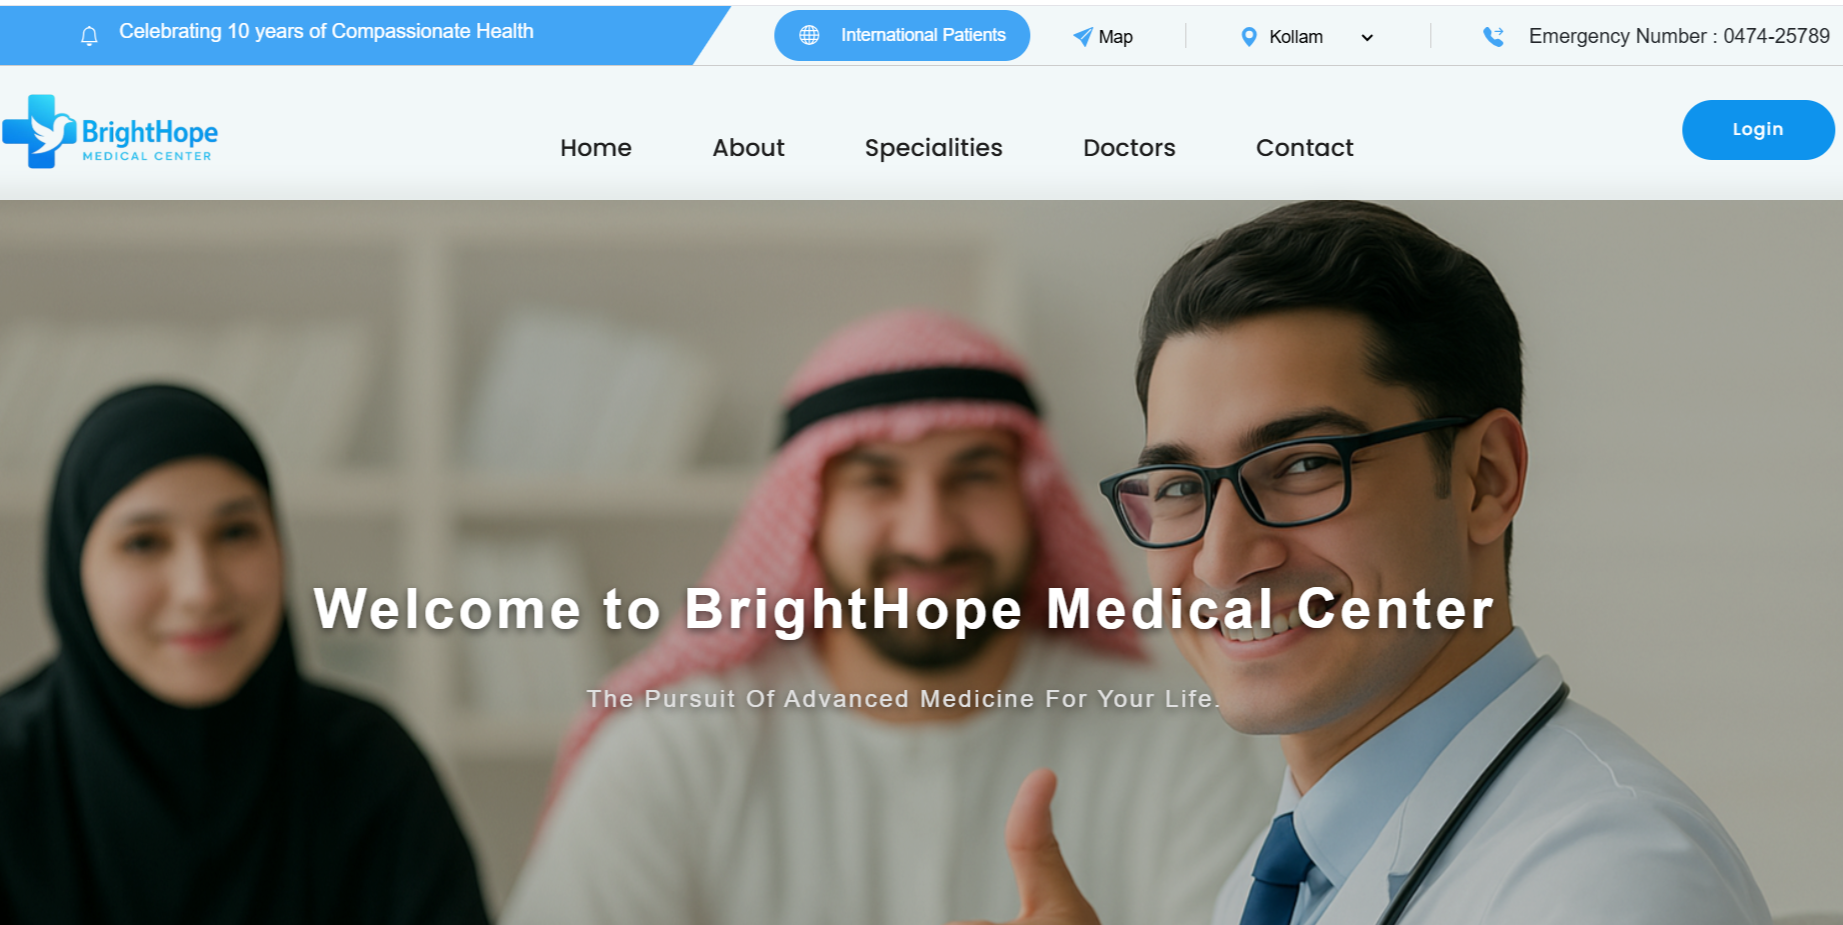 Celebrating 10 years of Compassionate Health
International Patients
Map
Kollam
Emergency Number : 0474-25789
BrightHope
MEDICAL CENTER
Home
About
Specialities
Doctors
Contact
Login
Welcome to BrightHope Medical Center
The Pursuit Of Advanced Medicine For Your Life.